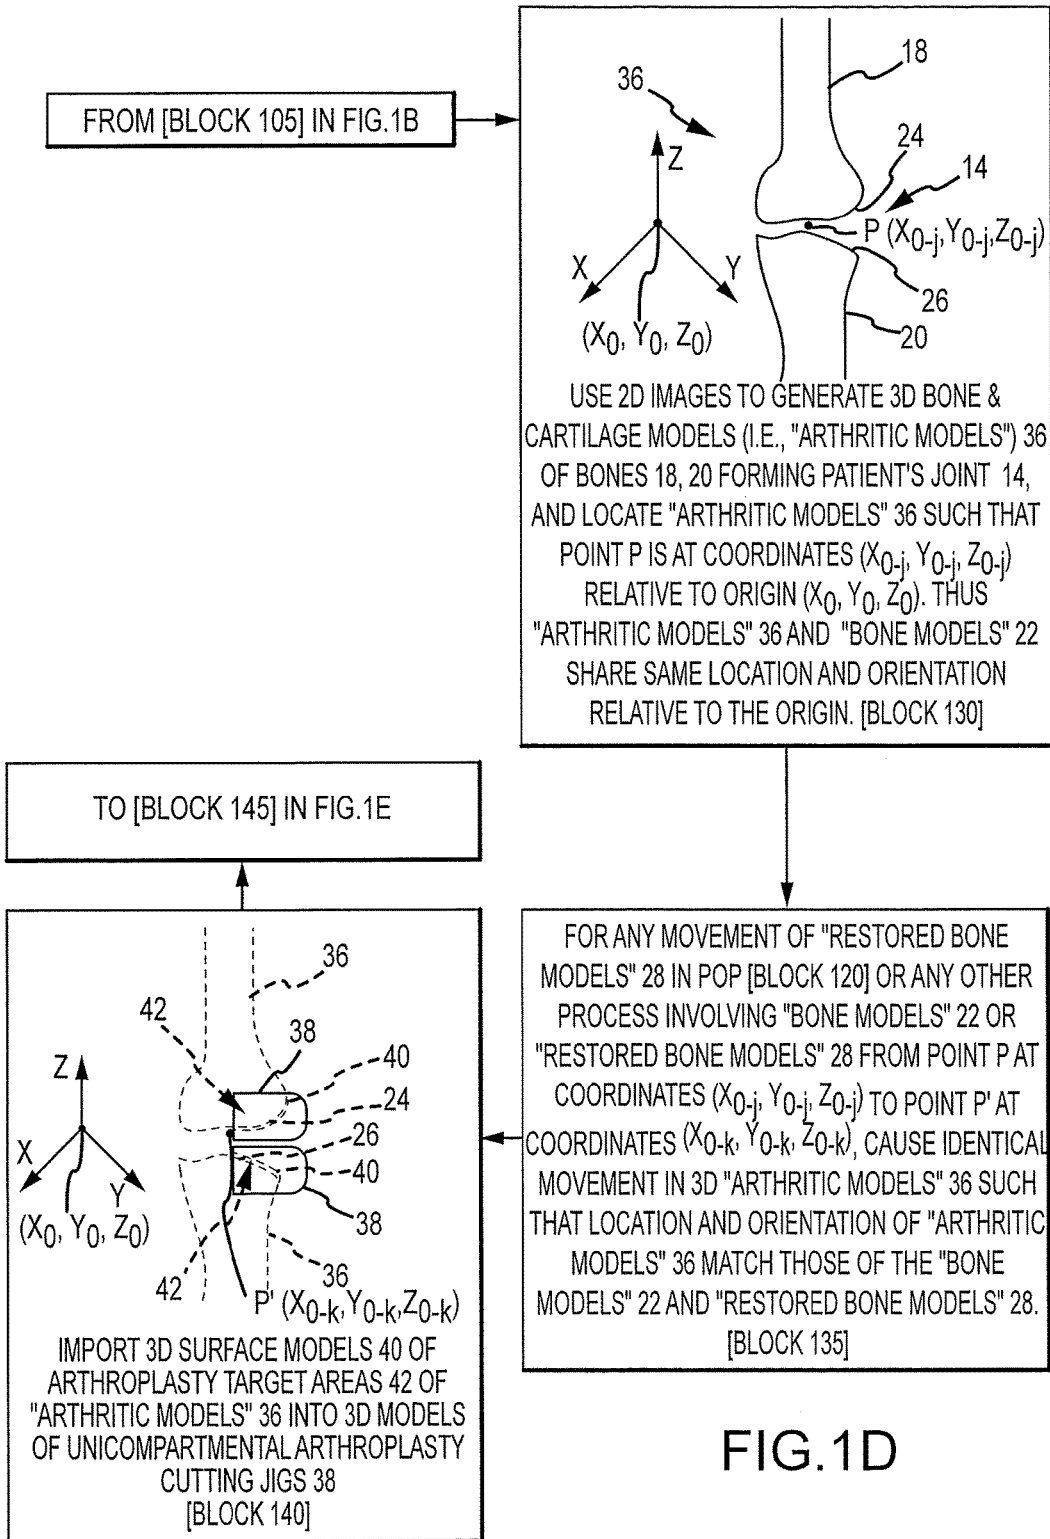 FROM [BLOCK 105] IN FIG.1B
18
36
24
Z
14
P (X0-j,Y0-j,Z0-j)
X
Y
26
(X0, Y0, Z0)
20
USE 2D IMAGES TO GENERATE 3D BONE &
CARTILAGE MODELS (I.E., "ARTHRITIC MODELS") 36
OF BONES 18, 20 FORMING PATIENT'S JOINT 14,
AND LOCATE "ARTHRITIC MODELS" 36 SUCH THAT
POINT P IS AT COORDINATES (X0-j, Y0-j, Z0-j)
RELATIVE TO ORIGIN (X0, Y0, Z0). THUS
"ARTHRITIC MODELS" 36 AND "BONE MODELS" 22
SHARE SAME LOCATION AND ORIENTATION
RELATIVE TO THE ORIGIN. [BLOCK 130]
FOR ANY MOVEMENT OF "RESTORED BONE
MODELS" 28 IN POP [BLOCK 120] OR ANY OTHER
PROCESS INVOLVING "BONE MODELS" 22 OR
"RESTORED BONE MODELS" 28 FROM POINT P AT
COORDINATES (X0-j, Y0-j, Z0-j) TO POINT P' AT
COORDINATES (X0-k, Y0-k, Z0-k), CAUSE IDENTICAL
MOVEMENT IN 3D "ARTHRITIC MODELS" 36 SUCH
THAT LOCATION AND ORIENTATION OF "ARTHRITIC
MODELS" 36 MATCH THOSE OF THE "BONE
MODELS" 22 AND "RESTORED BONE MODELS" 28.
[BLOCK 135]
TO [BLOCK 145] IN FIG.1E
36
42
38
40
Z
24
26
X
40
Y
(X0, Y0, Z0)
38
42
36
P' (X0-k,Y0-k,Z0-k)
IMPORT 3D SURFACE MODELS 40 OF
ARTHROPLASTY TARGET AREAS 42 OF
"ARTHRITIC MODELS" 36 INTO 3D MODELS
OF UNICOMPARTMENTAL ARTHROPLASTY
CUTTING JIGS 38
[BLOCK 140]
FIG.1D